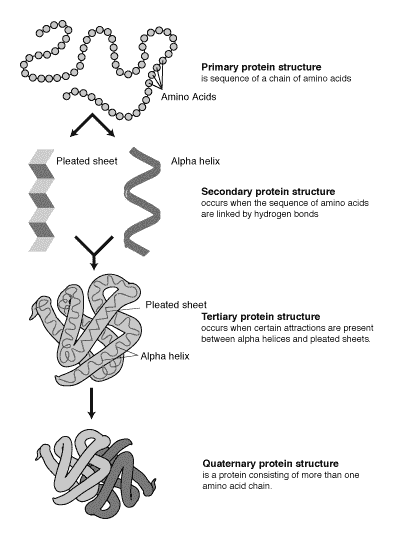 Primary protein structure
is sequence of a chain of amino acids
Amino Acids
Pleated sheet
Alpha helix
Secondary protein structure
occurs when the sequence of amino acids
are linked by hydrogen bonds
Pleated sheet
Tertiary protein structure
occurs when certain attractions are present
between alpha helices and pleated sheets.
Alpha helix
Quaternary protein structure
is a protein consisting of more than one
amino acid chain.